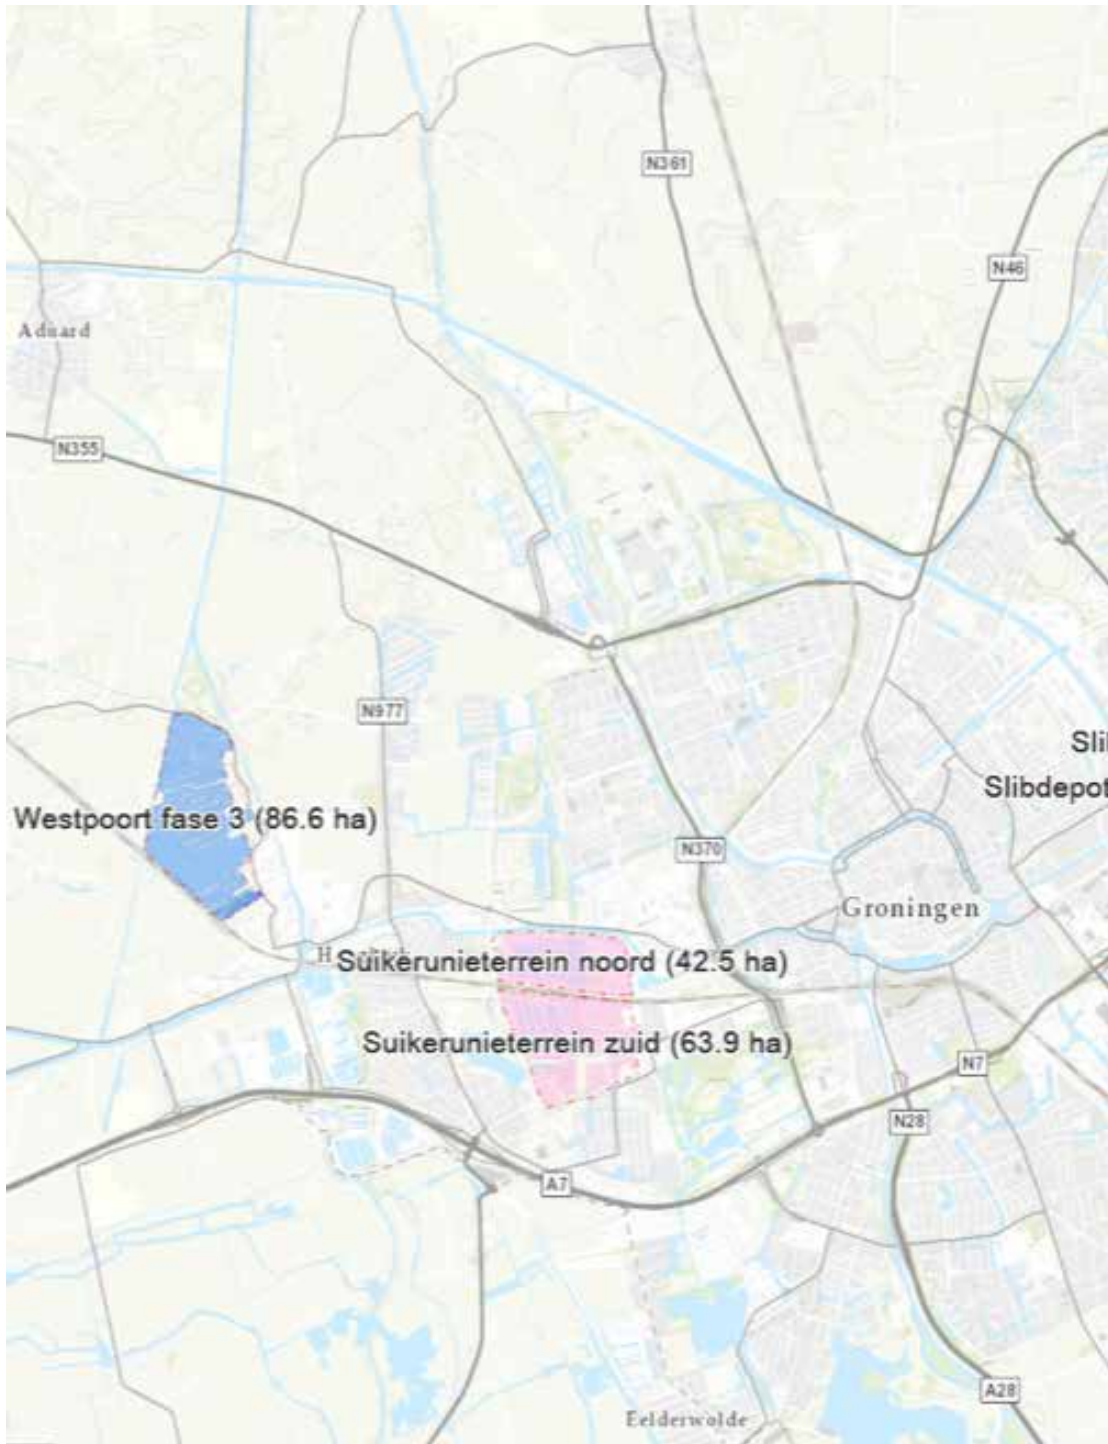 N361
N46
Aduard
N355
N977
Sli
Slibdepot
Westpoort fase 3 (86.6 ha)
N370
Groningen
H
Suikerunieterrein noord (42.5 ha)
Suikerunieterrein zuid (63.9 ha)
N7
N28
A7
A28
Eelderwolde